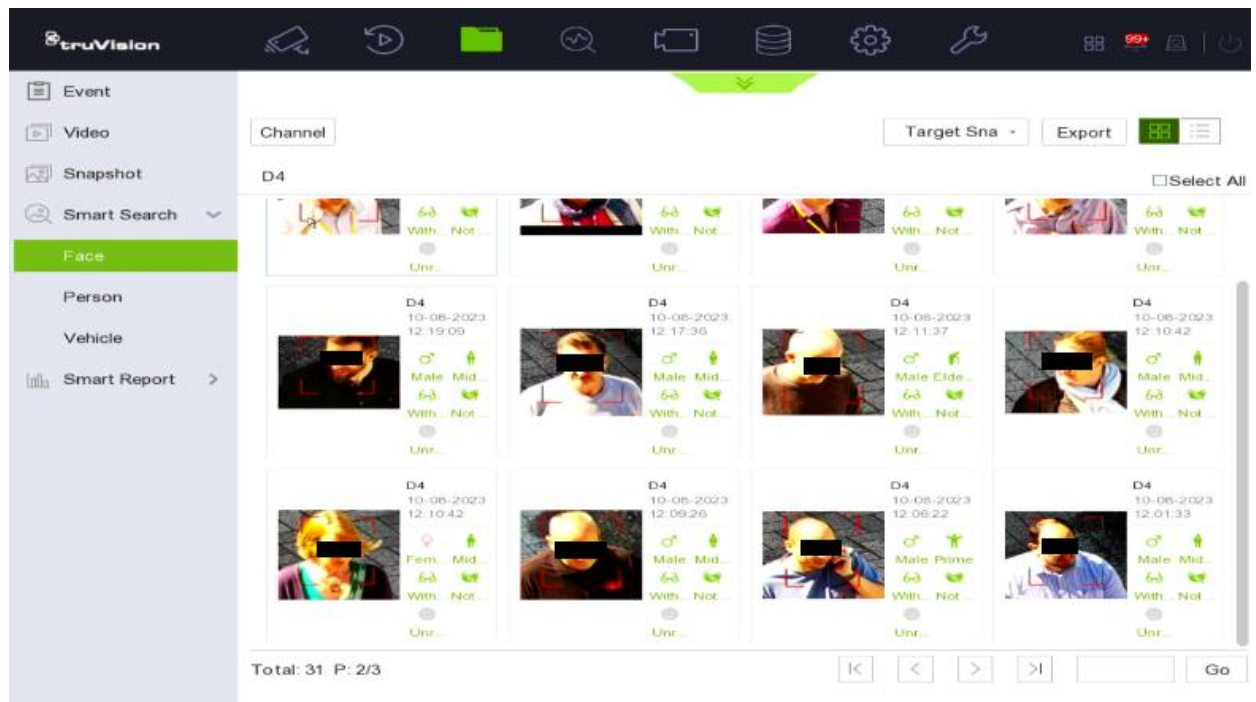 truVision
99+
Event
Video
Snapshot
Smart Search
Face
Person
Vehicle
Smart Report
Channel
Target Sna
Export
D4
Select All
With... Not ...
Unr...
With... Not ...
Unr...
With... Not ...
Unr...
With... Not ...
Unr...
D4
10-08-2023
12:19:09
Male Mid...
With... Not ...
Unr...
D4
10-08-2023
12:17:36
Male Mid...
With... Not ...
Unr...
D4
10-08-2023
12:11:37
Male Elde...
With... Not ...
Unr...
D4
10-08-2023
12:10:42
Male Mid...
With... Not ...
Unr...
D4
10-08-2023
12:10:42
Fem... Mid...
With... Not ...
Unr...
D4
10-08-2023
12:09:26
Male Mid...
With... Not ...
Unr...
D4
10-08-2023
12:06:22
Male Prime
With... Not ...
Unr...
D4
10-08-2023
12:01:33
Male Mid...
With... Not ...
Unr...
Total: 31 P: 2/3
Go